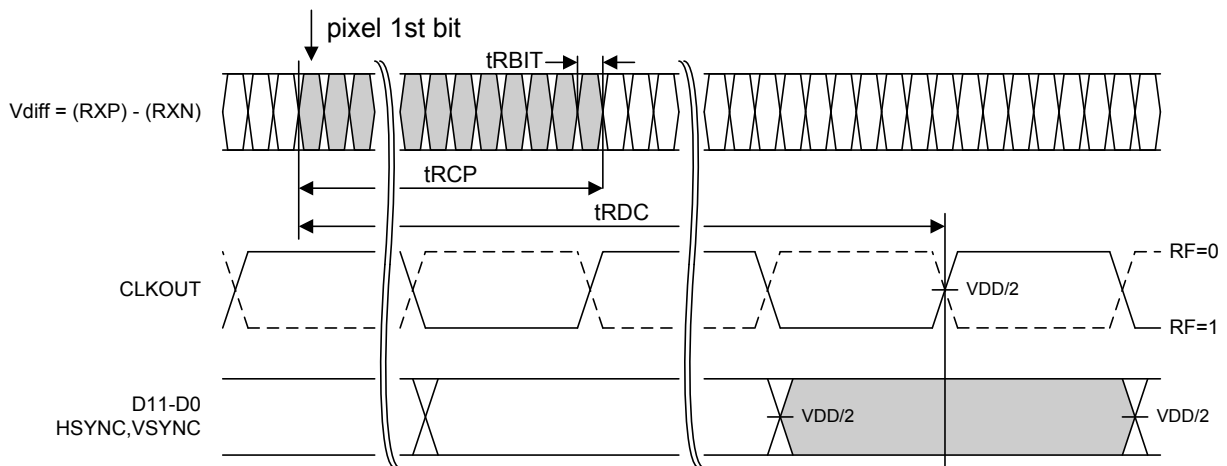 pixel 1st bit
tRBIT
Vdiff = (RXP) - (RXN)
tRCP
tRDC
RF=0
CLKOUT
VDD/2
RF=1
D11-D0
HSYNC,VSYNC
VDD/2
VDD/2